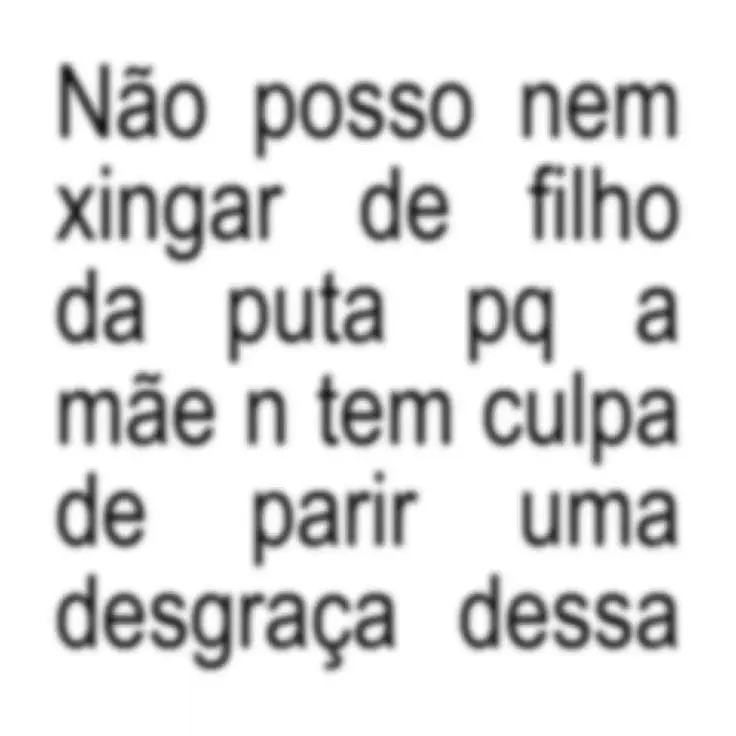 Não posso nem
xingar de filho
da puta pq a
mãe n tem culpa
de parir uma
desgraça dessa